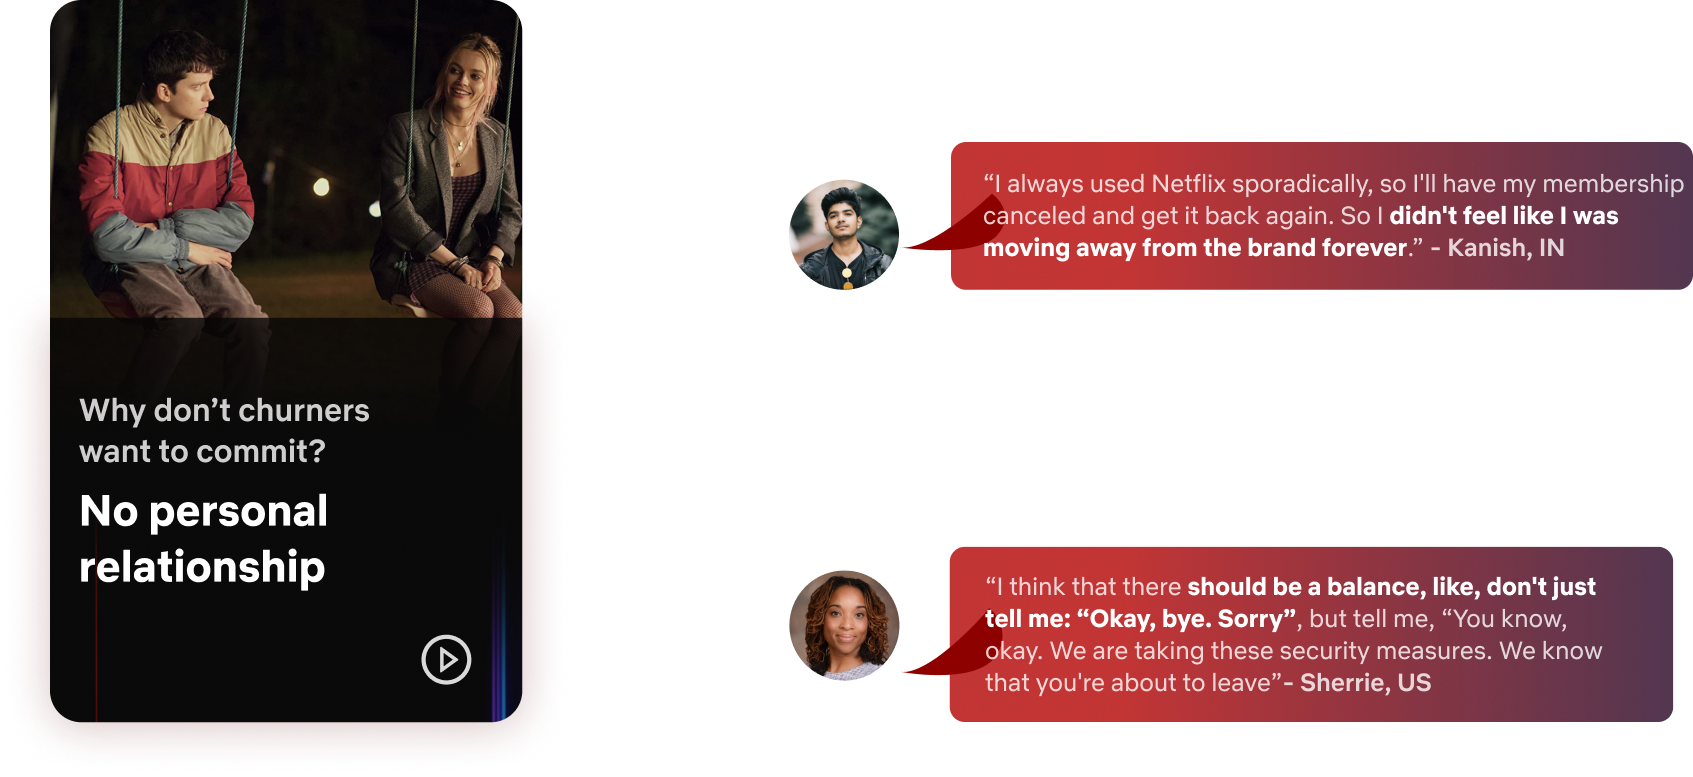 Why don’t churners
want to commit?
No personal
relationship
“I always used Netflix sporadically, so I'll have my membership
canceled and get it back again. So I didn't feel like I was
moving away from the brand forever.” - Kanish, IN
“I think that there should be a balance, like, don't just
tell me: “Okay, bye. Sorry”, but tell me, “You know,
okay. We are taking these security measures. We know
that you're about to leave”- Sherrie, US